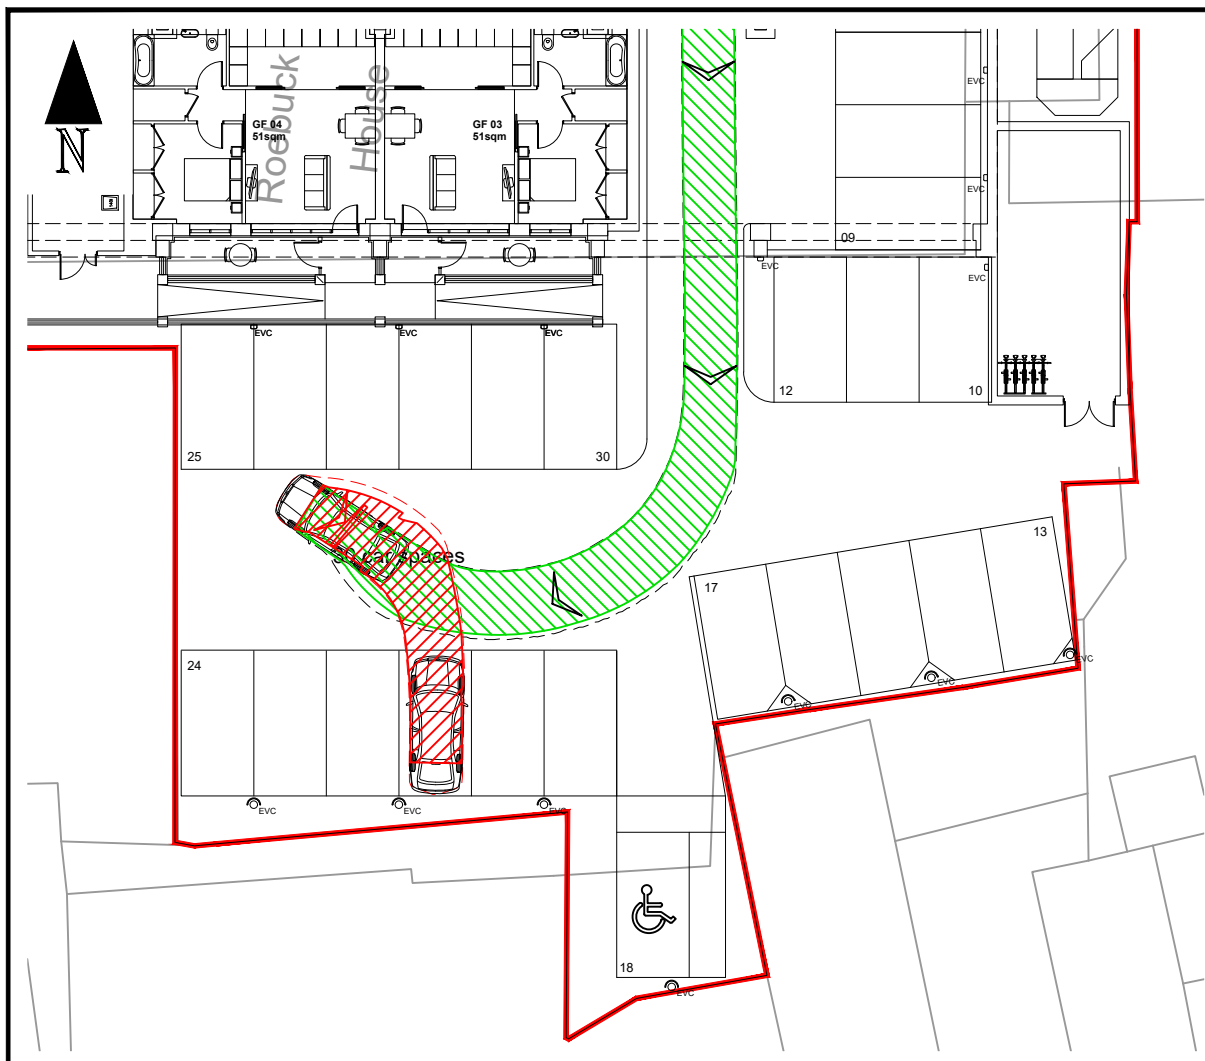 N
Roebuck
House
GF 04
51sqm
GF 03
51sqm
EVC
EVC
09
EVC
EVC
EVC
EVC
EVC
12
10
25
30
30 car spaces
13
17
24
EVC
EVC
EVC
EVC
EVC
EVC
18
EVC